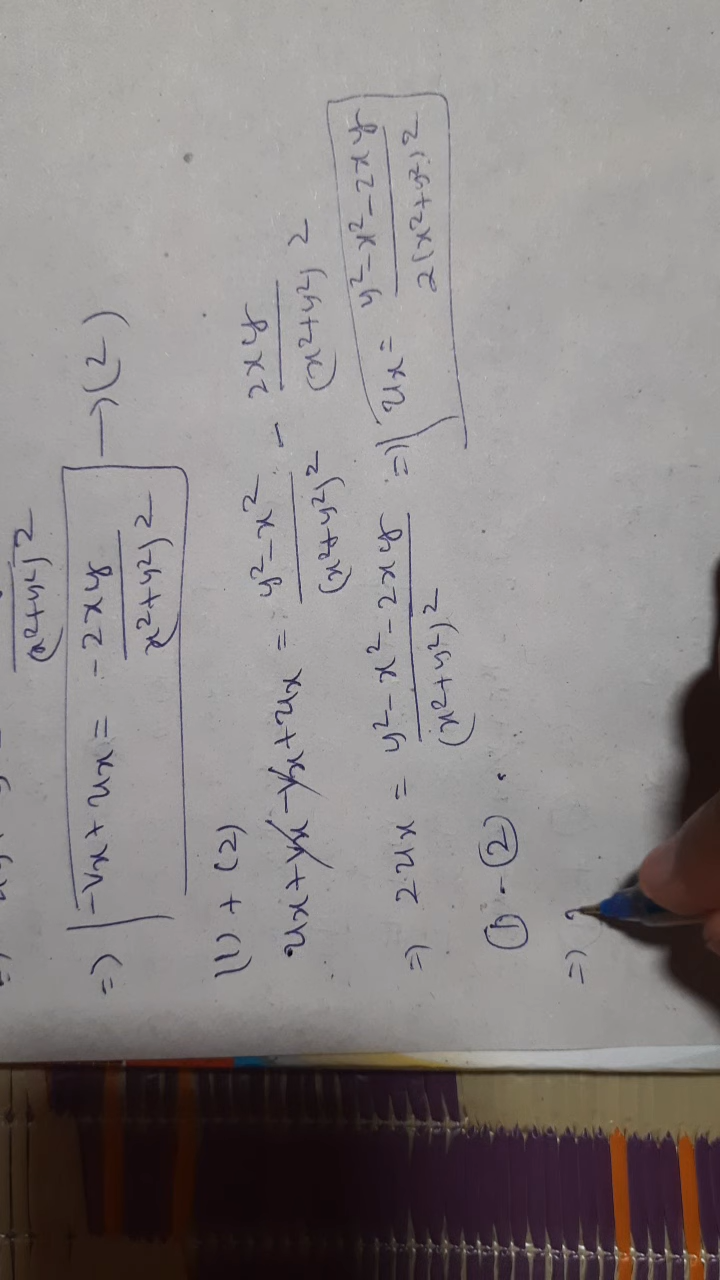 (x²+y²)²
=) -Vx + Ux = -2xy / x²+y²)² —)(2)
(1) + (2)
Ux + Vx - Vx + Ux = y²-x² / (x²+y²)² - 2xy / (x²+y²)²
=) 2Ux = y²-x²-2xy / (x²+y²)² =) Ux = y²-x²-2xy / 2(x²+y²)²
① - ② .
=)